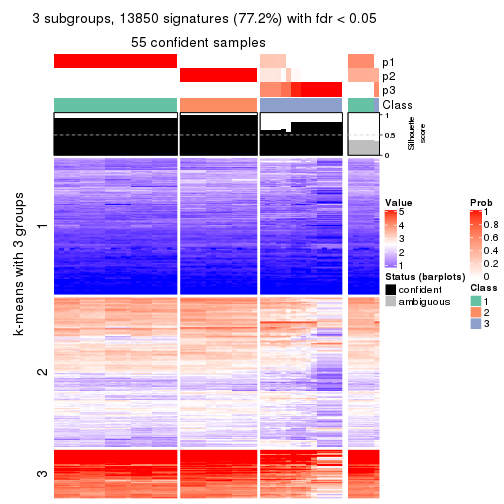 3 subgroups, 13850 signatures (77.2%) with fdr < 0.05
55 confident samples
p1
p2
p3
Class
1
0.5
0
Silhouette
score
k-means with 3 groups
1
2
3
Value
5
4
3
2
1
Status (barplots)
confident
ambiguous
Prob
1
0.8
0.6
0.4
0.2
0
Class
1
2
3